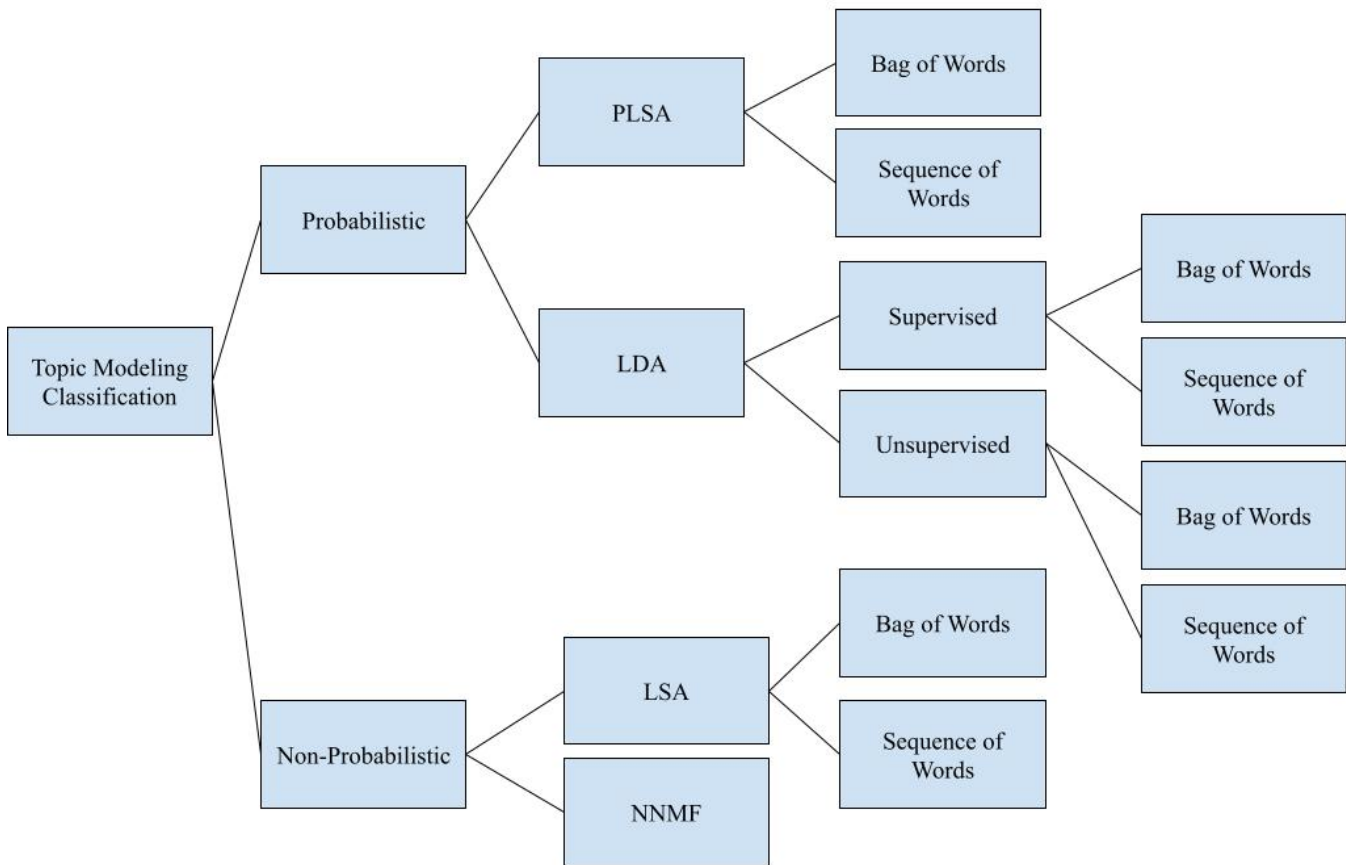 Topic Modeling
Classification
Probabilistic
PLSA
Bag of Words
Sequence of
Words
LDA
Supervised
Bag of Words
Sequence of
Words
Unsupervised
Bag of Words
Sequence of
Words
Non-Probabilistic
LSA
Bag of Words
Sequence of
Words
NNMF